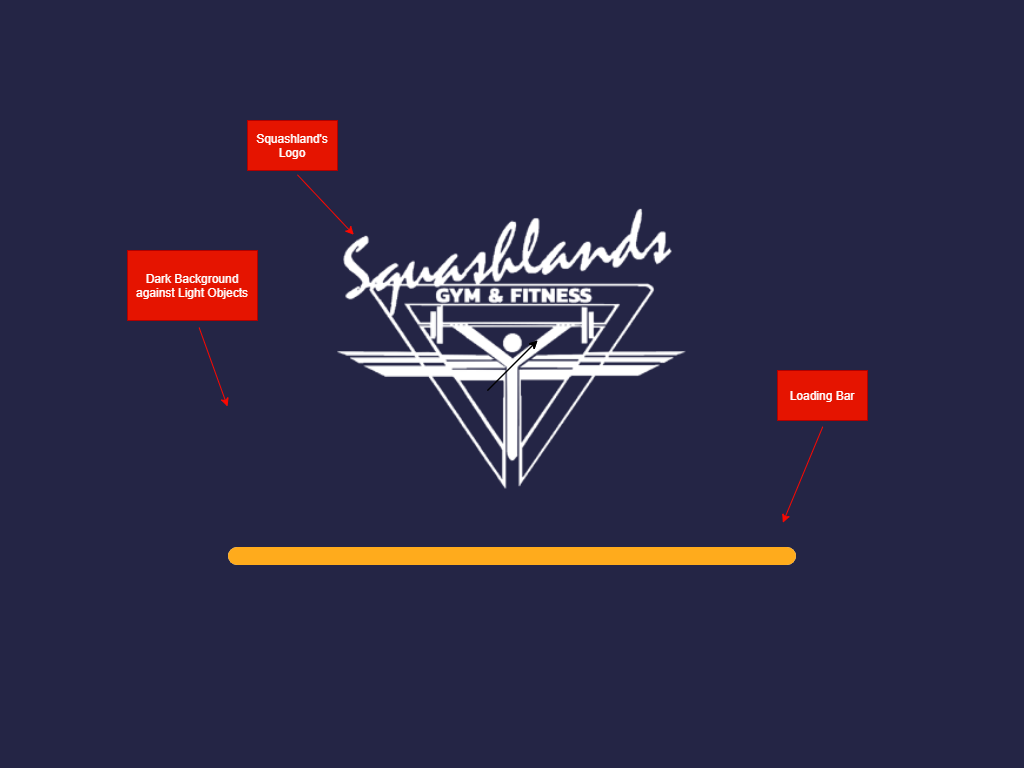 Squashland's
Logo
Squashlands
GYM & FITNESS
Dark Background
against Light Objects
Loading Bar